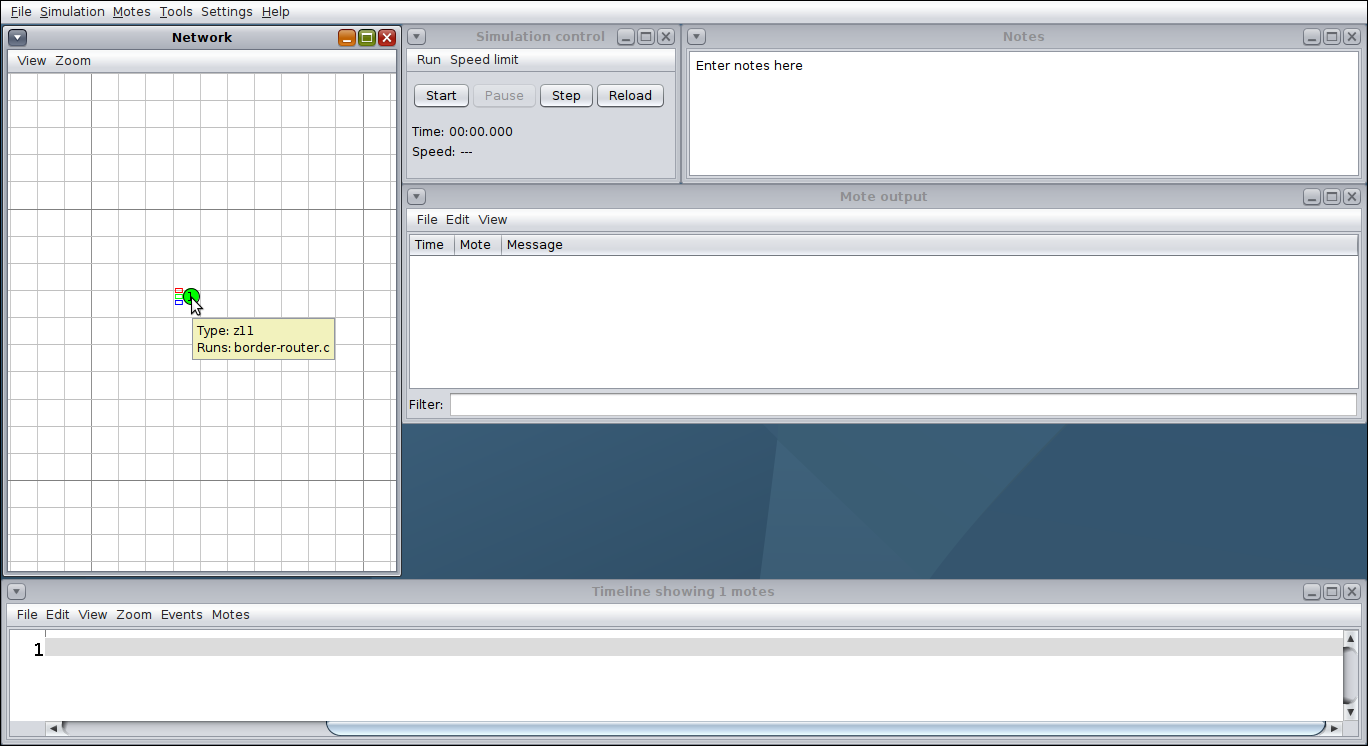 File Simulation Motes Tools Settings Help
Network
View Zoom
1
Type: z11
Runs: border-router.c
Simulation control
Run Speed limit
Start Pause Step Reload
Time: 00:00.000
Speed: ---
Notes
Enter notes here
Mote output
File Edit View
Time Mote Message
Filter:
Timeline showing 1 motes
File Edit View Zoom Events Motes
1